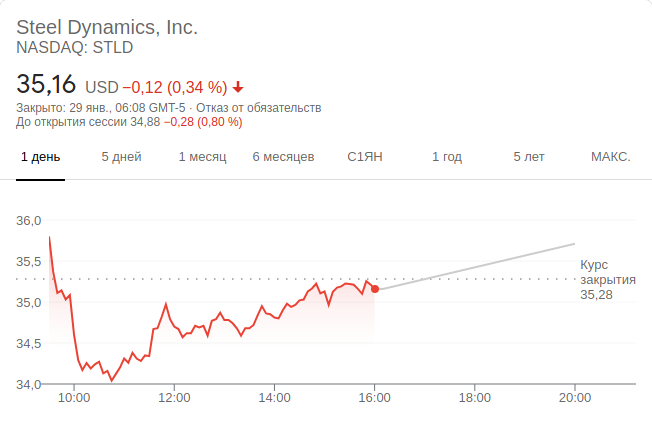 Steel Dynamics, Inc.
NASDAQ: STLD
35,16 USD −0,12 (0,34 %)
Закрыто: 29 янв., 06:08 GMT-5 · Отказ от обязательств
До открытия сессии 34,88 −0,28 (0,80 %)
1 день 5 дней 1 месяц 6 месяцев С1ЯН 1 год 5 лет МАКС.
36,0
35,5
35,0
34,5
34,0
Курс
закрытия
35,28
10:00 12:00 14:00 16:00 18:00 20:00